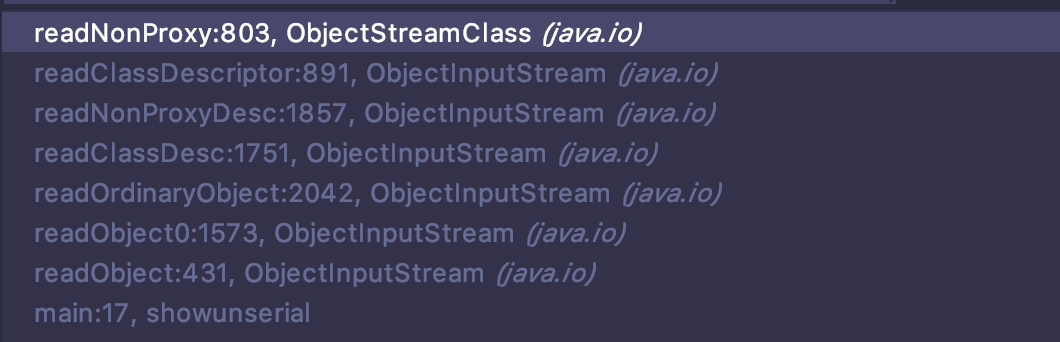 readNonProxy:803, ObjectStreamClass (java.io)
readClassDescriptor:891, ObjectInputStream (java.io)
readNonProxyDesc:1857, ObjectInputStream (java.io)
readClassDesc:1751, ObjectInputStream (java.io)
readOrdinaryObject:2042, ObjectInputStream (java.io)
readObject0:1573, ObjectInputStream (java.io)
readObject:431, ObjectInputStream (java.io)
main:17, showunserial